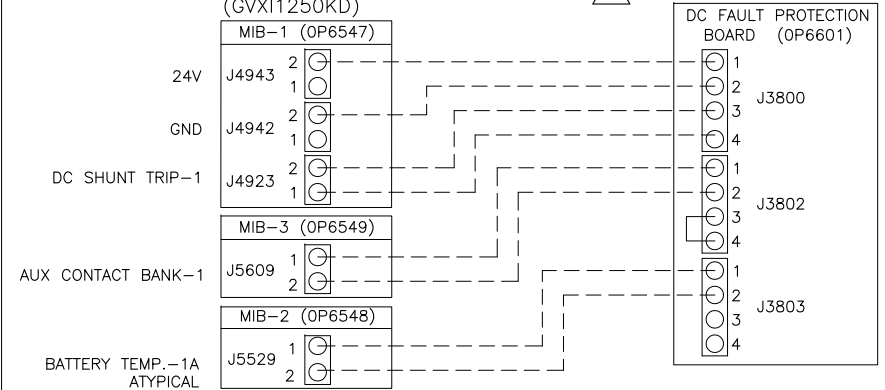 (GVXI1250KD)
MIB-1 (0P6547)
24V
J4943
2
1
GND
J4942
2
1
DC SHUNT TRIP-1
J4923
2
1
MIB-3 (0P6549)
AUX CONTACT BANK-1
J5609
1
2
MIB-2 (0P6548)
BATTERY TEMP.-1A
ATYPICAL
J5529
1
2
DC FAULT PROTECTION
BOARD (0P6601)
1
2
3
4
J3800
1
2
3
4
J3802
1
2
3
4
J3803